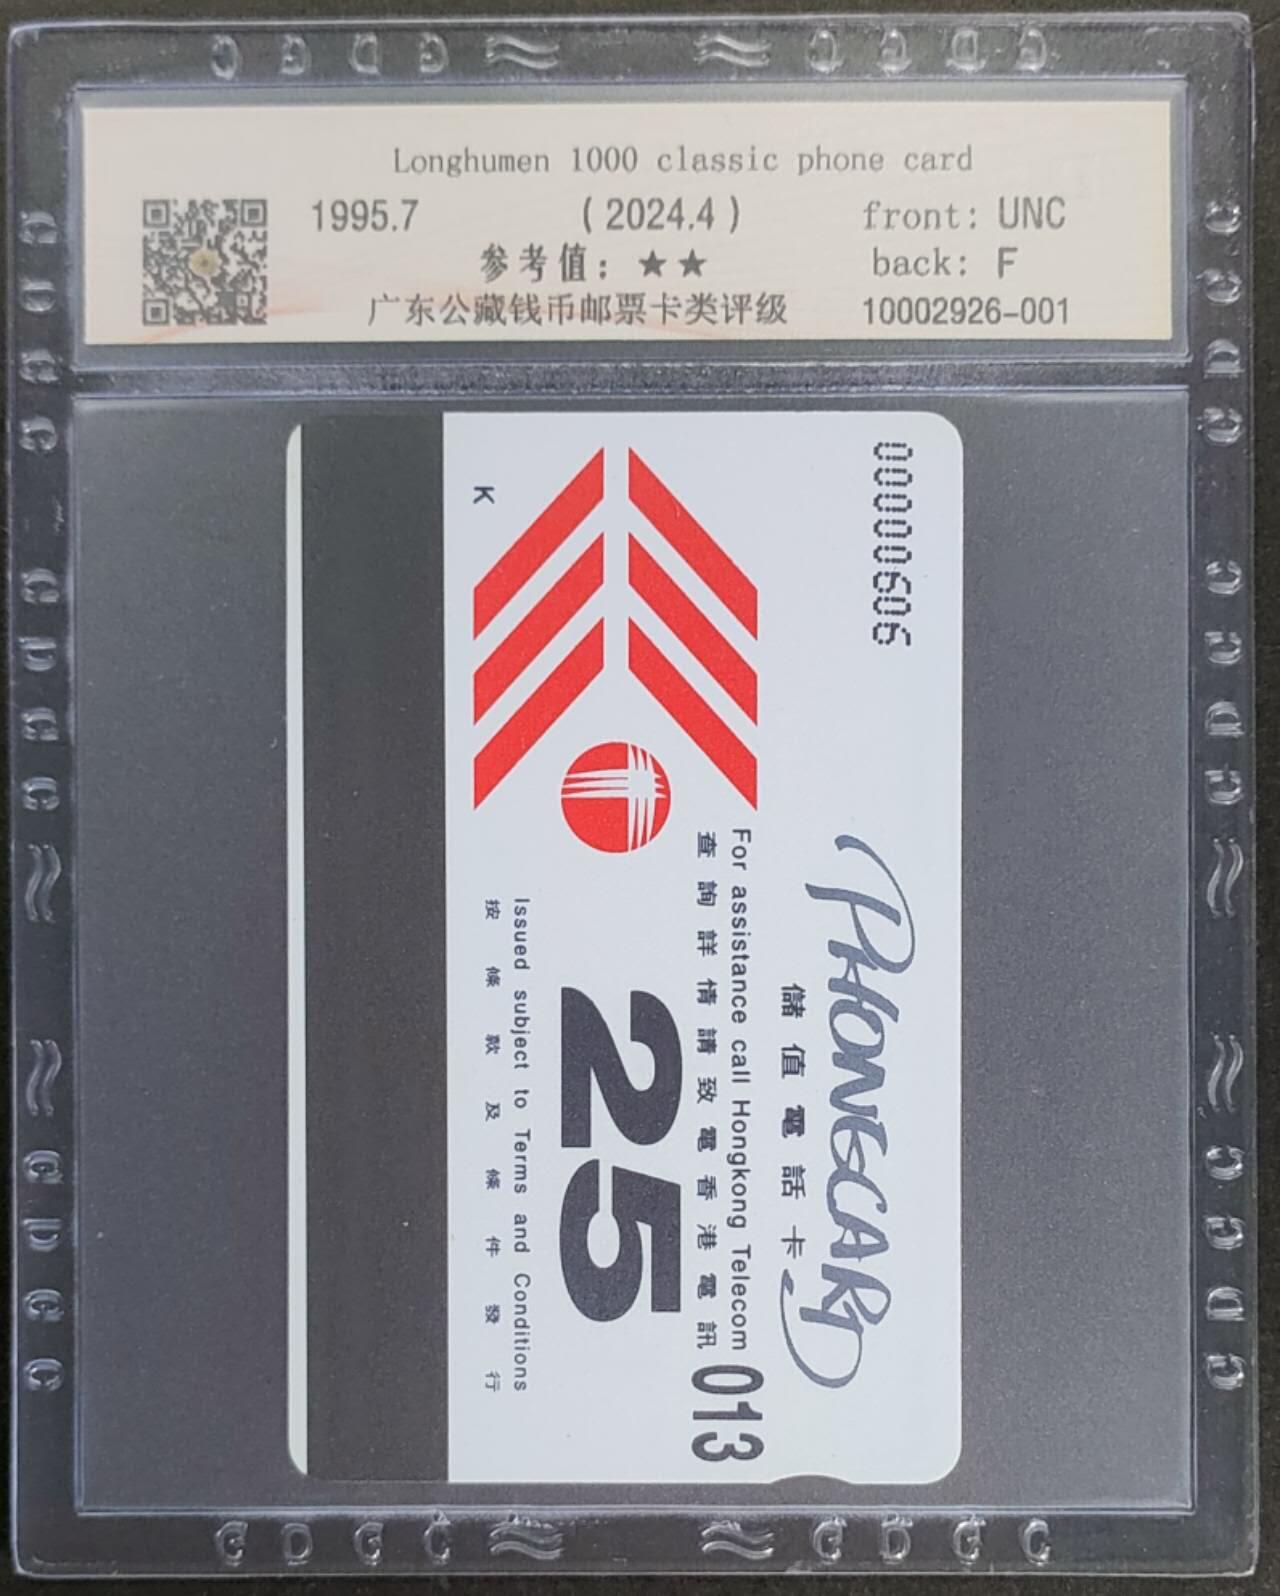 Longhumen 1000 classic phone card
1995.7 (2024.4) front: UNC
参考值：★★ back: F
广东公藏钱币邮票卡类评级 10002926-001
0000606
PHONECARD
儲值電話卡
For assistance call Hongkong Telecom 013
查詢詳情請致電香港電訊
25
Issued subject to Terms and Conditions
按條款及條件發行
K